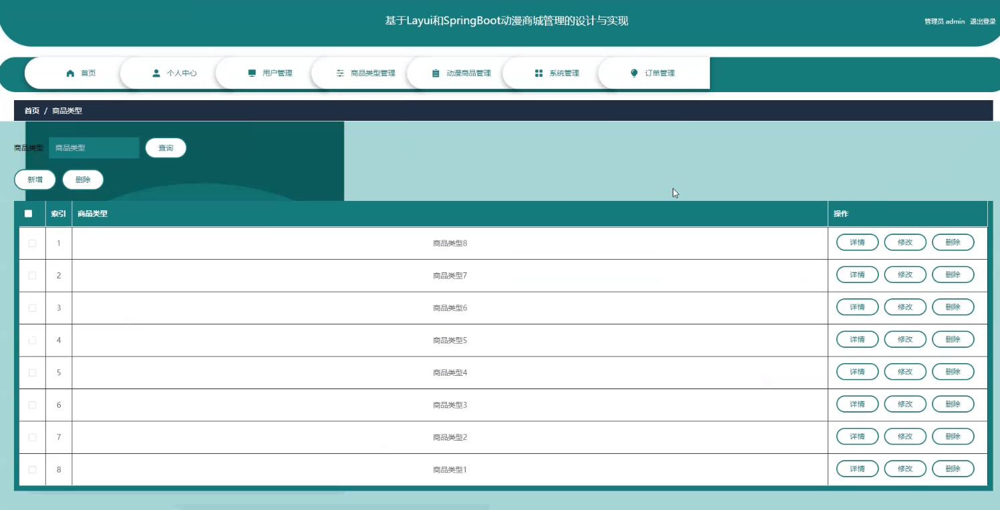 基于Layui和SpringBoot动漫商城管理的设计与实现
管理员 admin 退出登录
首页 个人中心 用户管理 商品类型管理 动漫商品管理 系统管理 订单管理
首页 / 商品类型
商品类型 商品类型 查询
新增 删除
索引 商品类型 操作
1 商品类型8 详情 修改 删除
2 商品类型7 详情 修改 删除
3 商品类型6 详情 修改 删除
4 商品类型5 详情 修改 删除
5 商品类型4 详情 修改 删除
6 商品类型3 详情 修改 删除
7 商品类型2 详情 修改 删除
8 商品类型1 详情 修改 删除